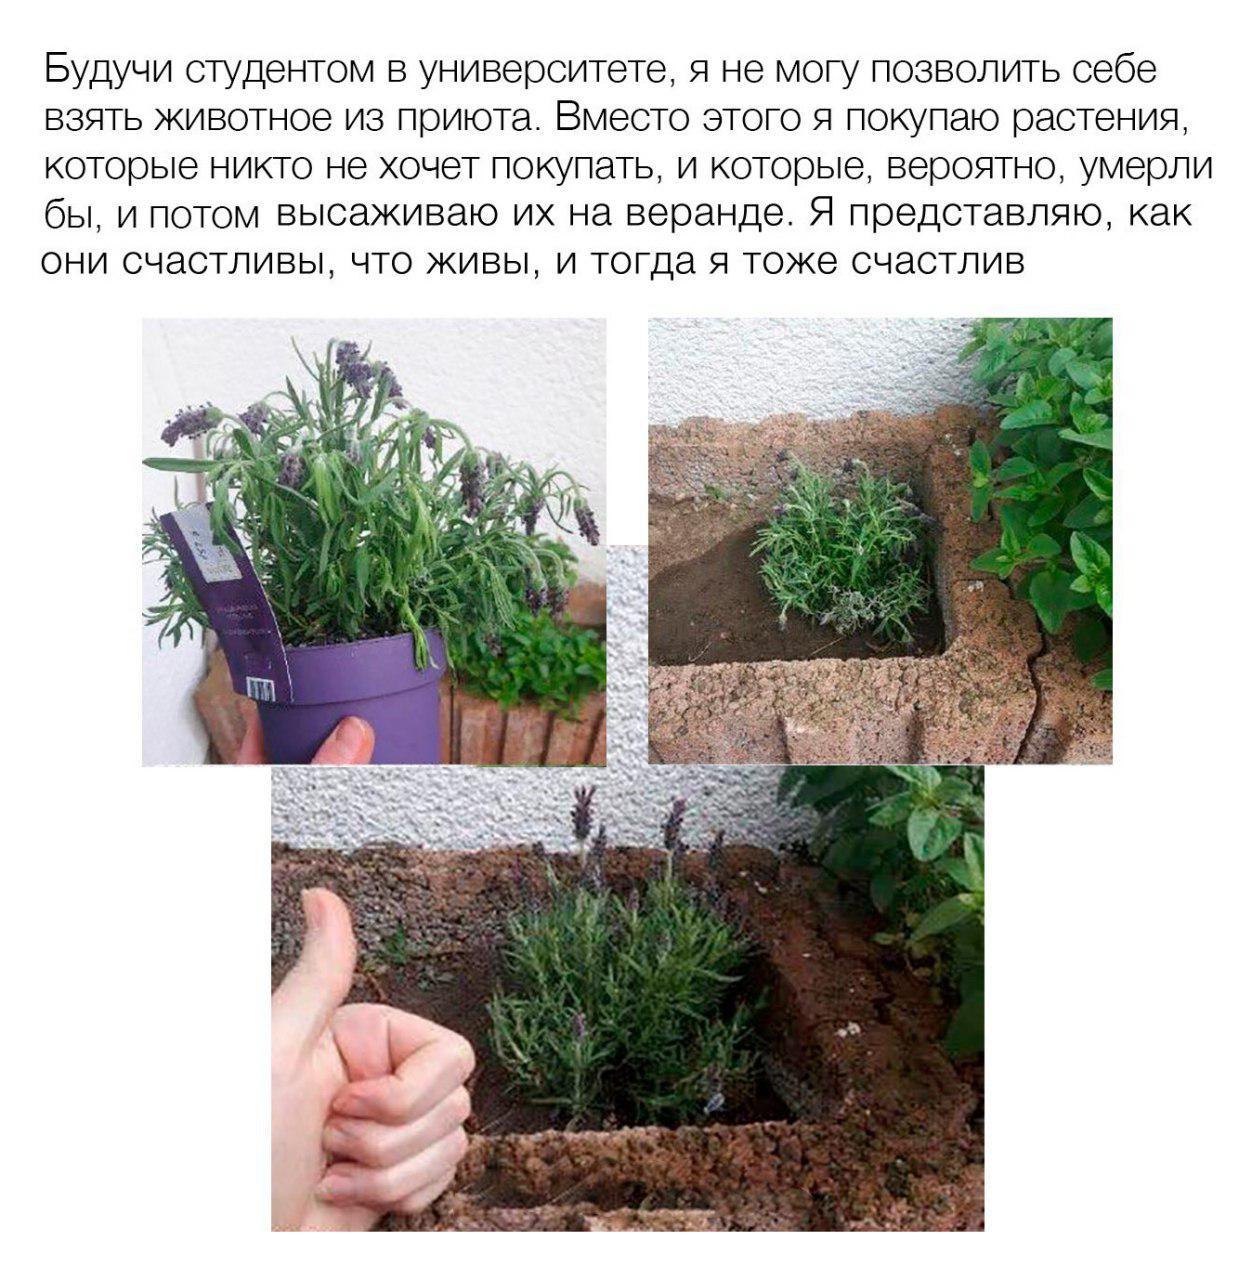 Будучи студентом в университете, я не могу позволить себе
взять животное из приюта. Вместо этого я покупаю растения,
которые никто не хочет покупать, и которые, вероятно, умерли
бы, и потом высаживаю их на веранде. Я представляю, как
они счастливы, что живы, и тогда я тоже счастлив